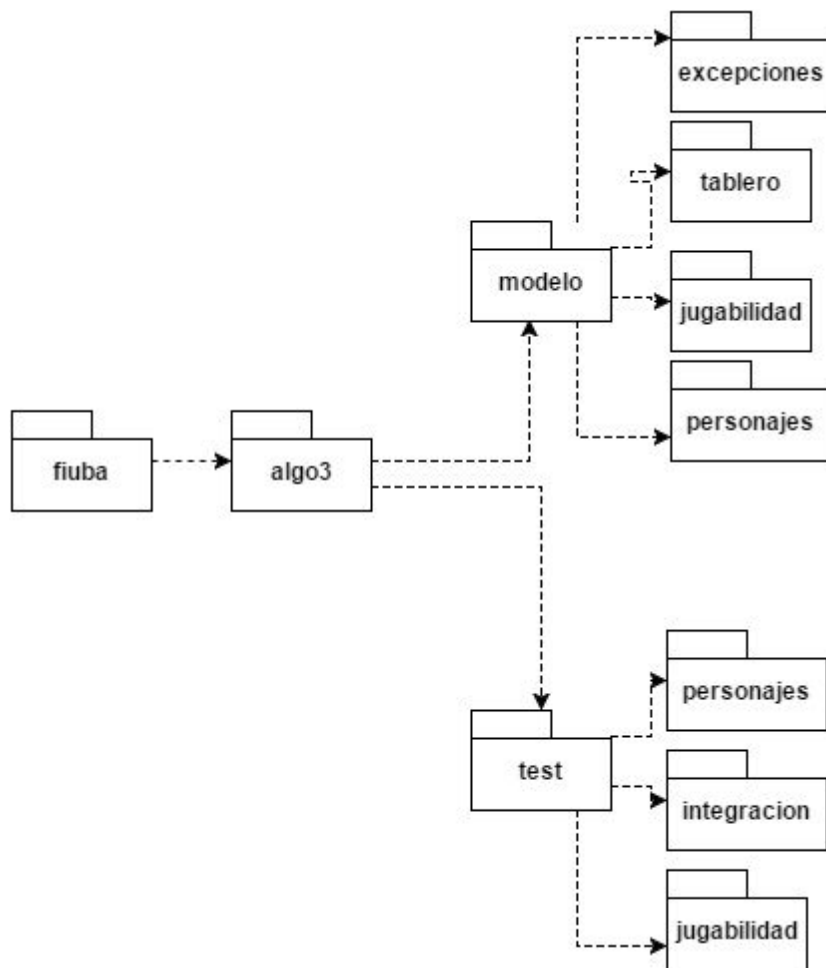 excepciones
tablero
modelo
jugabilidad
personajes
fiuba
algo3
personajes
test
integracion
jugabilidad